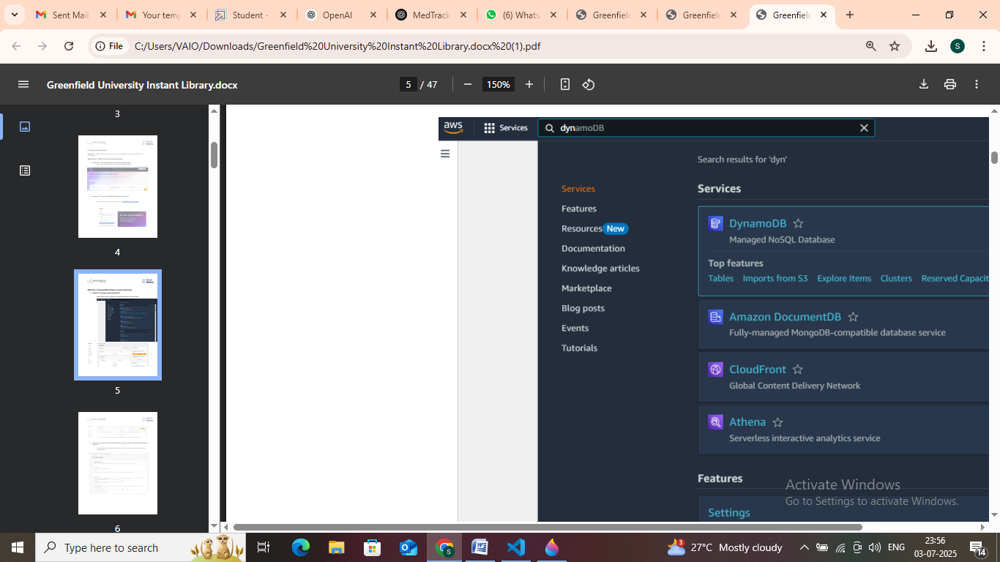 Sent Mail
Your temp
Student -
OpenAI
MedTrack
(6) Whats
Greenfield
Greenfield
Greenfield
File
C:/Users/VAIO/Downloads/Greenfield%20University%20Instant%20Library.docx%20(1).pdf
S
Greenfield University Instant Library.docx
5 / 47
150%
3
4
5
6
aws
Services
dynamoDB
Search results for 'dyn'
Services
Features
Resources New
Documentation
Knowledge articles
Marketplace
Blog posts
Events
Tutorials
Services
DynamoDB
Managed NoSQL Database
Top features
Tables Imports from S3 Explore Items Clusters Reserved Capacit
Amazon DocumentDB
Fully-managed MongoDB-compatible database service
CloudFront
Global Content Delivery Network
Athena
Serverless interactive analytics service
Features
Settings
Activate Windows
Go to Settings to activate Windows.
Type here to search
3
27°C Mostly cloudy
ENG
23:56
03-07-2025
14